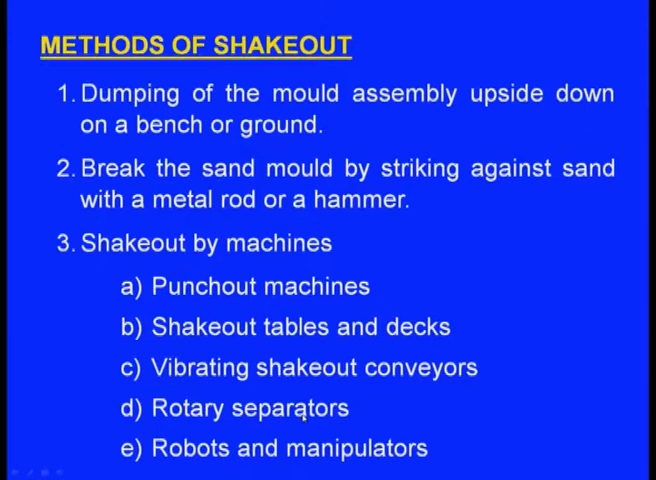 METHODS OF SHAKEOUT
1. Dumping of the mould assembly upside down
on a bench or ground.
2. Break the sand mould by striking against sand
with a metal rod or a hammer.
3. Shakeout by machines
a) Punchout machines
b) Shakeout tables and decks
c) Vibrating shakeout conveyors
d) Rotary separators
e) Robots and manipulators